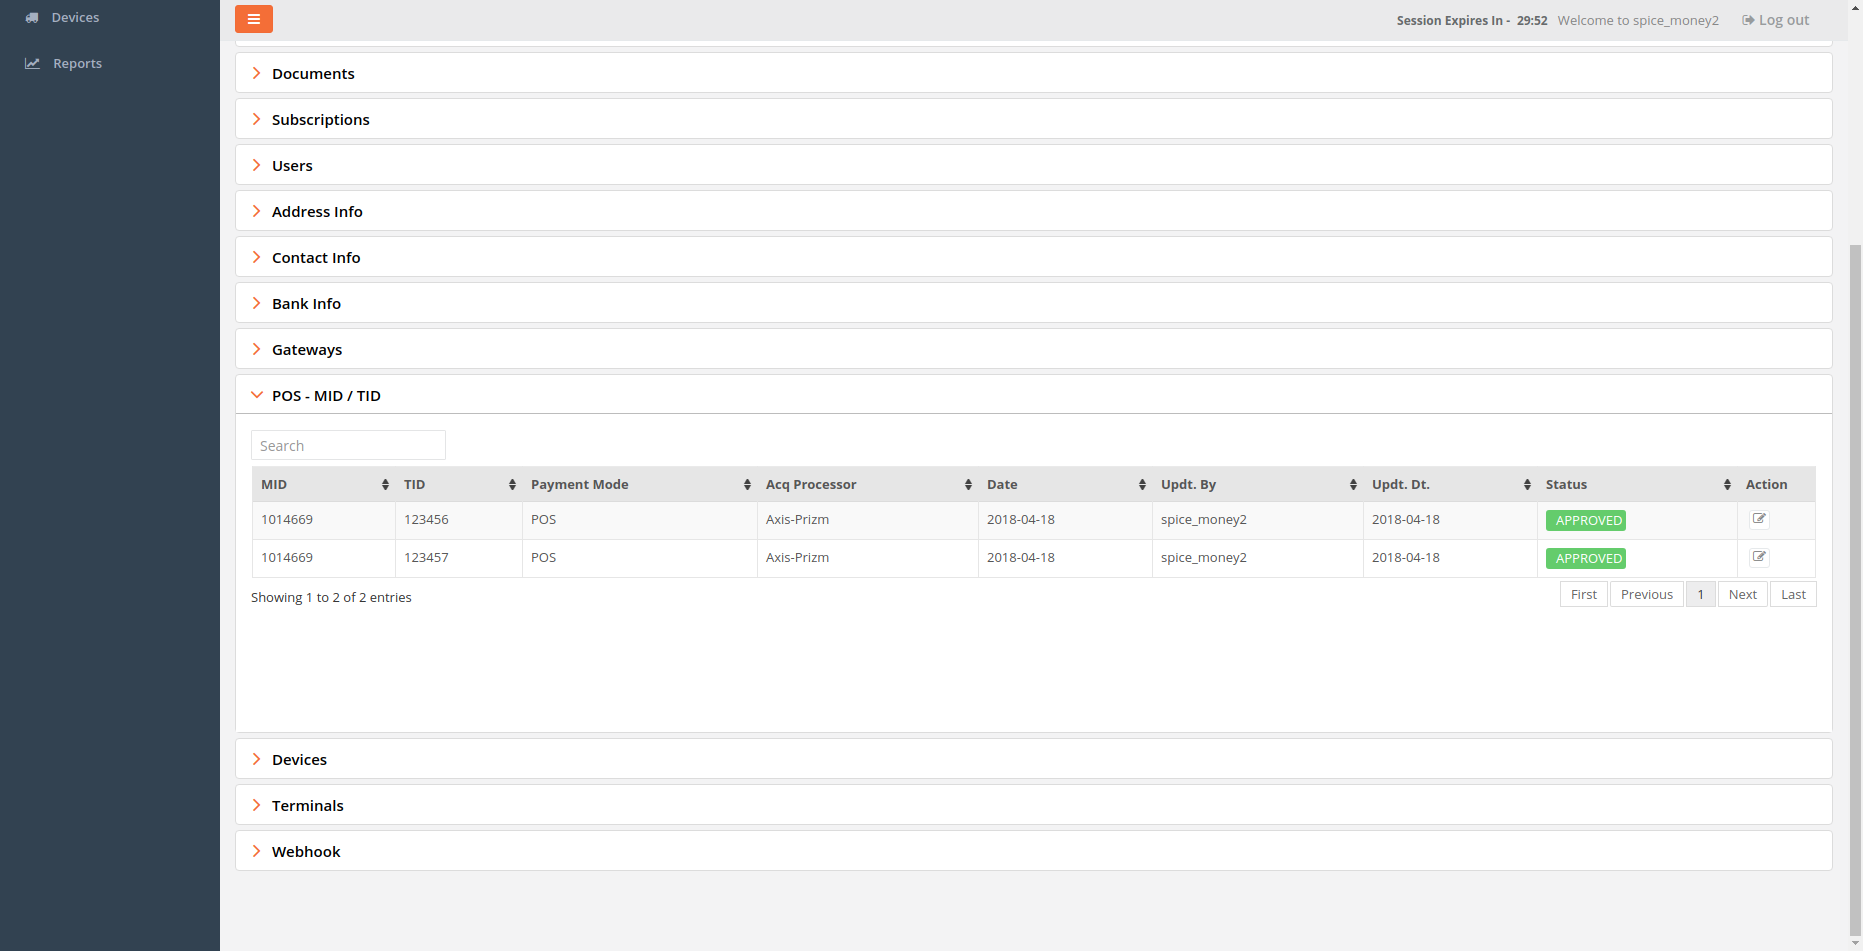 Devices
Reports
Session Expires In - 29:52 Welcome to spice_money2 Log out
Documents
Subscriptions
Users
Address Info
Contact Info
Bank Info
Gateways
POS - MID / TID
Search
MID TID Payment Mode Acq Processor Date Updt. By Updt. Dt. Status Action
1014669 123456 POS Axis-Prizm 2018-04-18 spice_money2 2018-04-18 APPROVED
1014669 123457 POS Axis-Prizm 2018-04-18 spice_money2 2018-04-18 APPROVED
Showing 1 to 2 of 2 entries
First Previous 1 Next Last
Devices
Terminals
Webhook